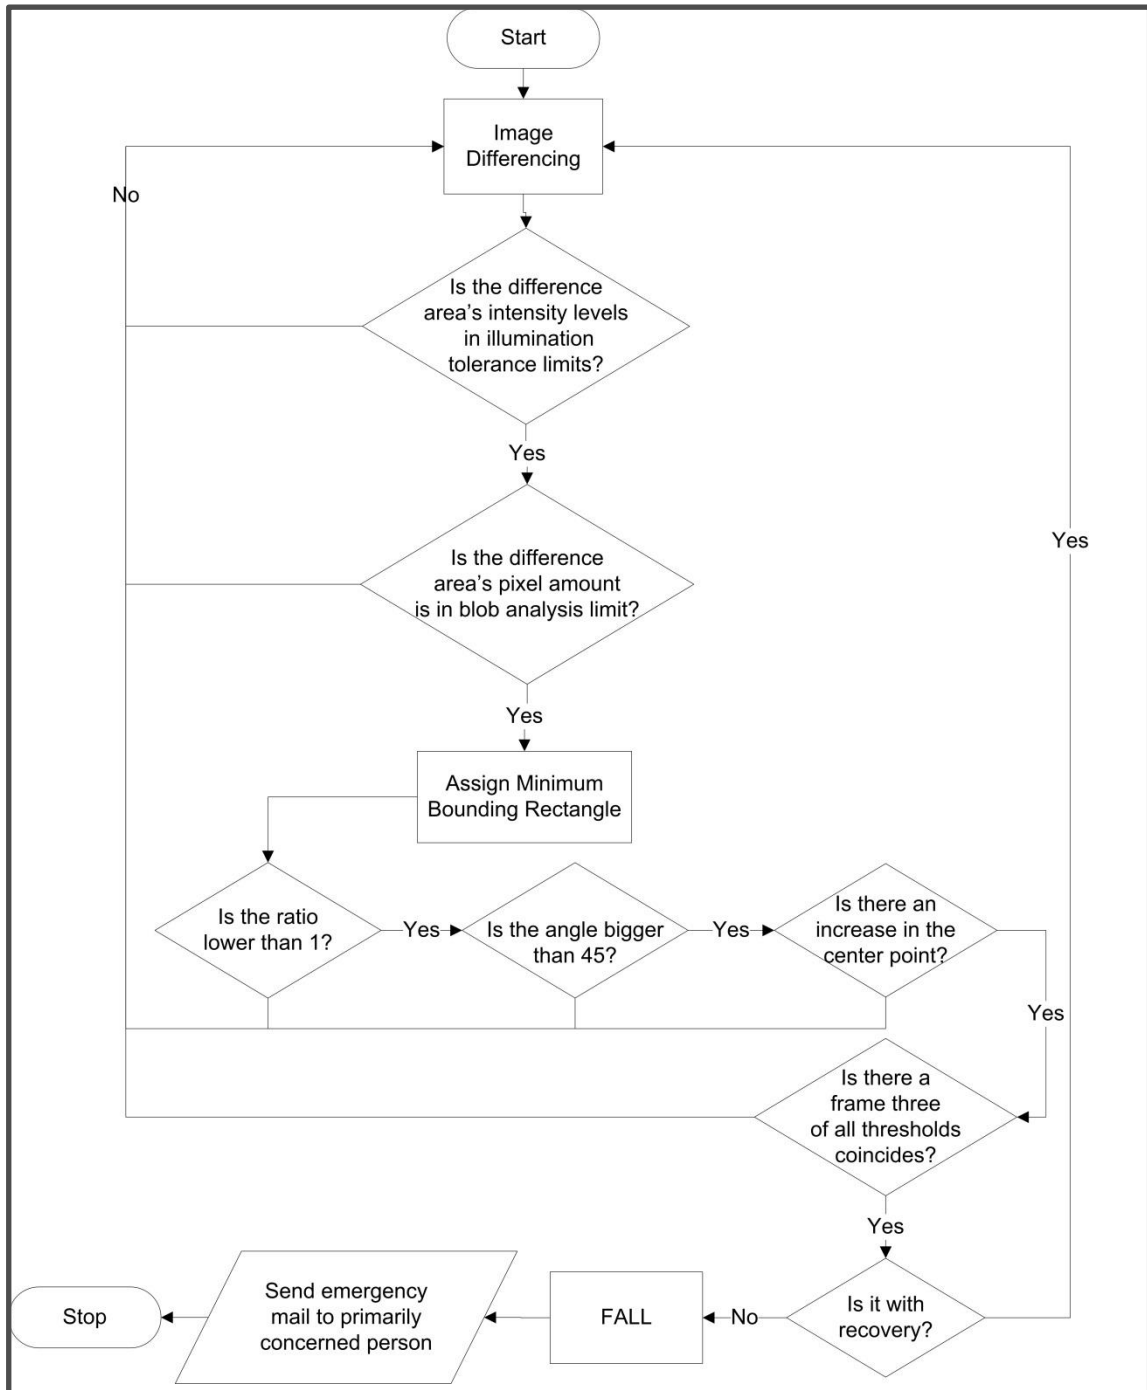 Start
Image
Differencing
No
Is the difference
area's intensity levels
in illumination
tolerance limits?
Yes
Is the difference
area's pixel amount
is in blob analysis limit?
Yes
Yes
Assign Minimum
Bounding Rectangle
Is the ratio
lower than 1?
Yes
Is the angle bigger
than 45?
Yes
Is there an
increase in the
center point?
Yes
Is there a
frame three
of all thresholds
coincides?
Yes
Is it with
recovery?
No
FALL
Send emergency
mail to primarily
concerned person
Stop